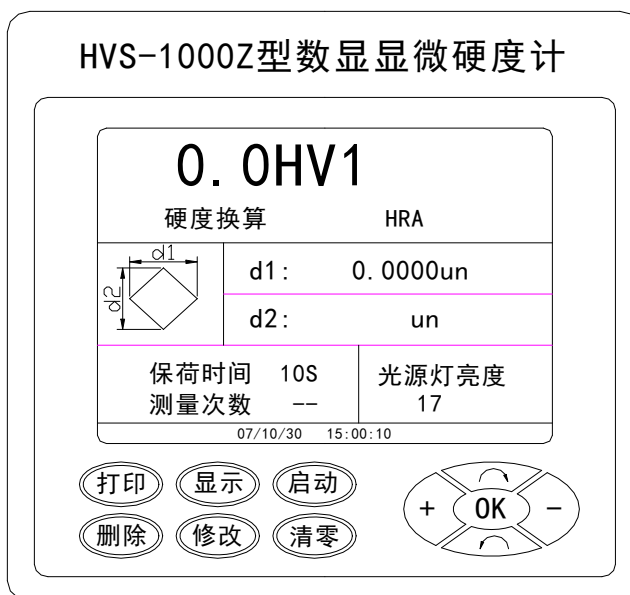 HVS-1000Z型数显显微硬度计
0.0HV1
硬度换算 HRA
d1
d2
d1: 0.0000un
d2: un
保荷时间 10S
测量次数 --
光源灯亮度
17
07/10/30 15:00:10
打印 显示 启动
删除 修改 清零
+ OK -